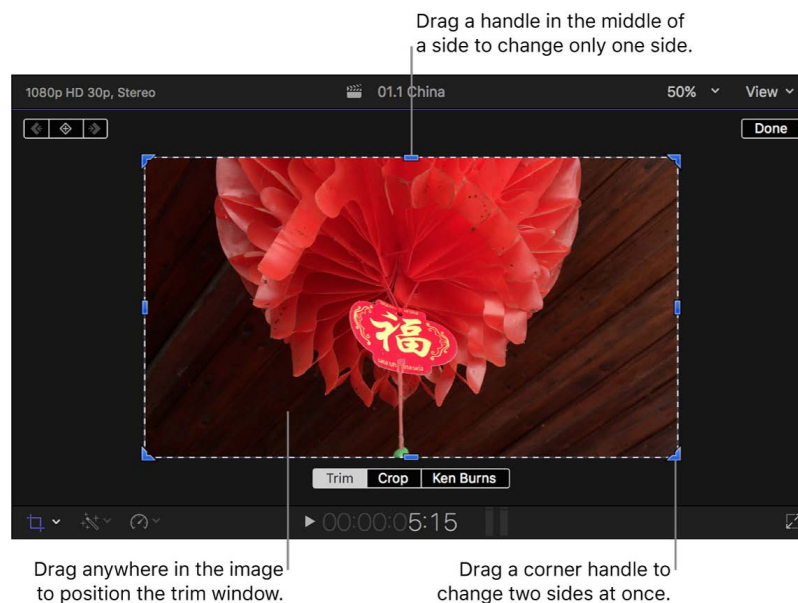 Drag a handle in the middle of
a side to change only one side.
1080p HD 30p, Stereo
01.1 China
50%
View
Done
福
Trim
Crop
Ken Burns
00:00:05:15
Drag anywhere in the image
to position the trim window.
Drag a corner handle to
change two sides at once.